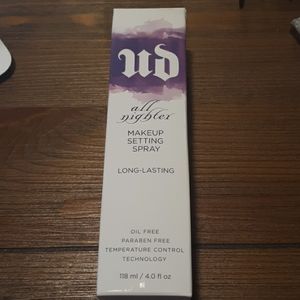 ud
all
nighter
MAKEUP
SETTING
SPRAY
LONG-LASTING
OIL FREE
PARABEN FREE
TEMPERATURE CONTROL
TECHNOLOGY
118 ml / 4.0 fl oz